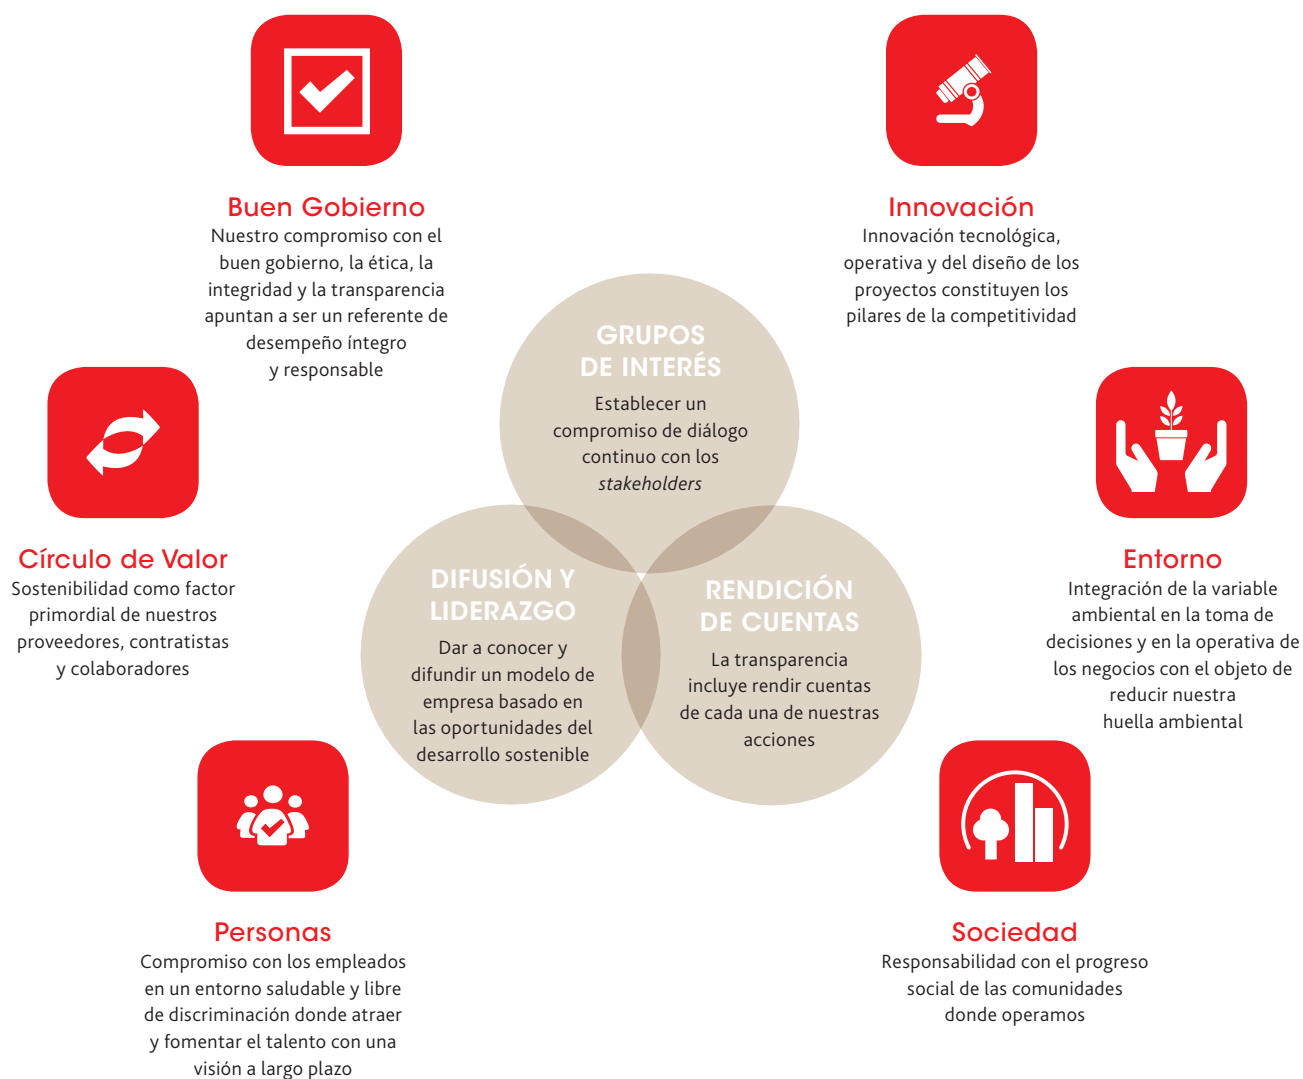 Buen Gobierno
Nuestro compromiso con el
buen gobierno, la ética, la
integridad y la transparencia
apuntan a ser un referente de
desempeño íntegro
y responsable
Innovación
Innovación tecnológica,
operativa y del diseño de los
proyectos constituyen los
pilares de la competitividad
GRUPOS
DE INTERÉS
Establecer un
compromiso de diálogo
continuo con los
stakeholders
Círculo de Valor
Sostenibilidad como factor
primordial de nuestros
proveedores, contratistas
y colaboradores
DIFUSIÓN Y
LIDERAZGO
Dar a conocer y
difundir un modelo de
empresa basado en
las oportunidades del
desarrollo sostenible
RENDICIÓN
DE CUENTAS
La transparencia
incluye rendir cuentas
de cada una de nuestras
acciones
Entorno
Integración de la variable
ambiental en la toma de
decisiones y en la operativa de
los negocios con el objeto de
reducir nuestra
huella ambiental
Personas
Compromiso con los empleados
en un entorno saludable y libre
de discriminación donde atraer
y fomentar el talento con una
visión a largo plazo
Sociedad
Responsabilidad con el progreso
social de las comunidades
donde operamos